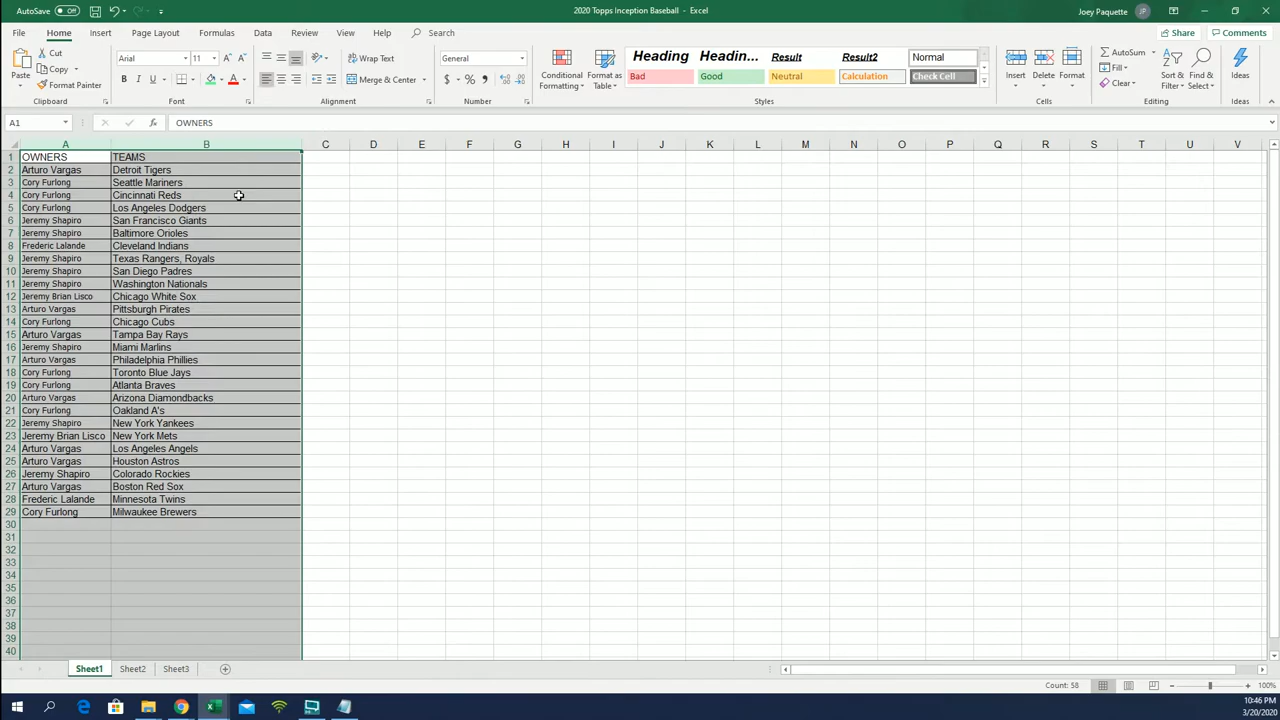 AutoSave Off 2020 Topps Inception Baseball - Excel Joey Paquette JF
File Home Insert Page Layout Formulas Data Review View Help Search Share Comments
Paste Cut Copy Format Painter Clipboard
Arial 11 B I U Font
Wrap Text Merge & Center Alignment
General $ % Number
Conditional Formatting Format as Table
Heading Headin... Result Result2 Normal
Bad Good Neutral Calculation Check Cell
Styles
Insert Delete Format Cells
AutoSum Fill Clear Sort & Filter Find & Select Editing
Ideas Ideas
A1 fx OWNERS
A B C D E F G H I J K L M N O P Q R S T U V
1 OWNERS TEAMS
2 Arturo Vargas Detroit Tigers
3 Cory Furlong Seattle Mariners
4 Cory Furlong Cincinnati Reds
5 Cory Furlong Los Angeles Dodgers
6 Jeremy Shapiro San Francisco Giants
7 Jeremy Shapiro Baltimore Orioles
8 Frederic Lalande Cleveland Indians
9 Jeremy Shapiro Texas Rangers, Royals
10 Jeremy Shapiro San Diego Padres
11 Jeremy Shapiro Washington Nationals
12 Jeremy Brian Lisco Chicago White Sox
13 Arturo Vargas Pittsburgh Pirates
14 Cory Furlong Chicago Cubs
15 Arturo Vargas Tampa Bay Rays
16 Jeremy Shapiro Miami Marlins
17 Arturo Vargas Philadelphia Phillies
18 Cory Furlong Toronto Blue Jays
19 Cory Furlong Atlanta Braves
20 Arturo Vargas Arizona Diamondbacks
21 Cory Furlong Oakland A's
22 Jeremy Shapiro New York Yankees
23 Jeremy Brian Lisco New York Mets
24 Arturo Vargas Los Angeles Angels
25 Arturo Vargas Houston Astros
26 Jeremy Shapiro Colorado Rockies
27 Arturo Vargas Boston Red Sox
28 Frederic Lalande Minnesota Twins
29 Cory Furlong Milwaukee Brewers
30
31
32
33
34
35
36
37
38
39
40
Sheet1 Sheet2 Sheet3
Count: 58 100%
10:46 PM
3/20/2020